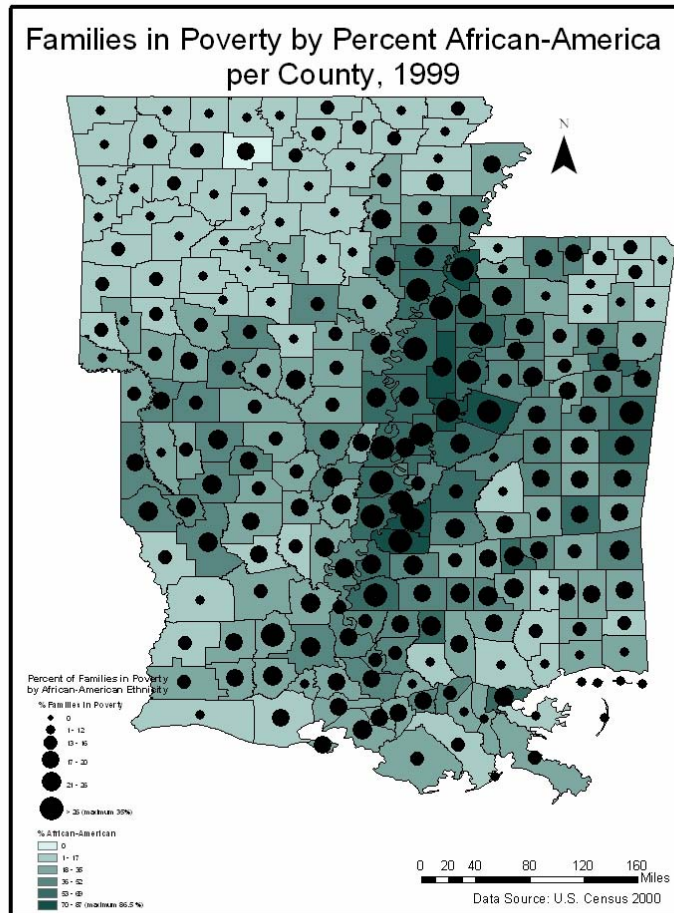 Families in Poverty by Percent African-America
per County, 1999
N
Percent of Families in Poverty
by African-American Ethnicity
% Families in Poverty
0
1 - 12
13 - 16
17 - 20
21 - 26
> 26 (maximum 35%)
% African-American
0
1 - 17
18 - 35
36 - 52
53 - 69
70 - 87 (maximum 86.5 %)
0 20 40 80 120 160
Miles
Data Source: U.S. Census 2000